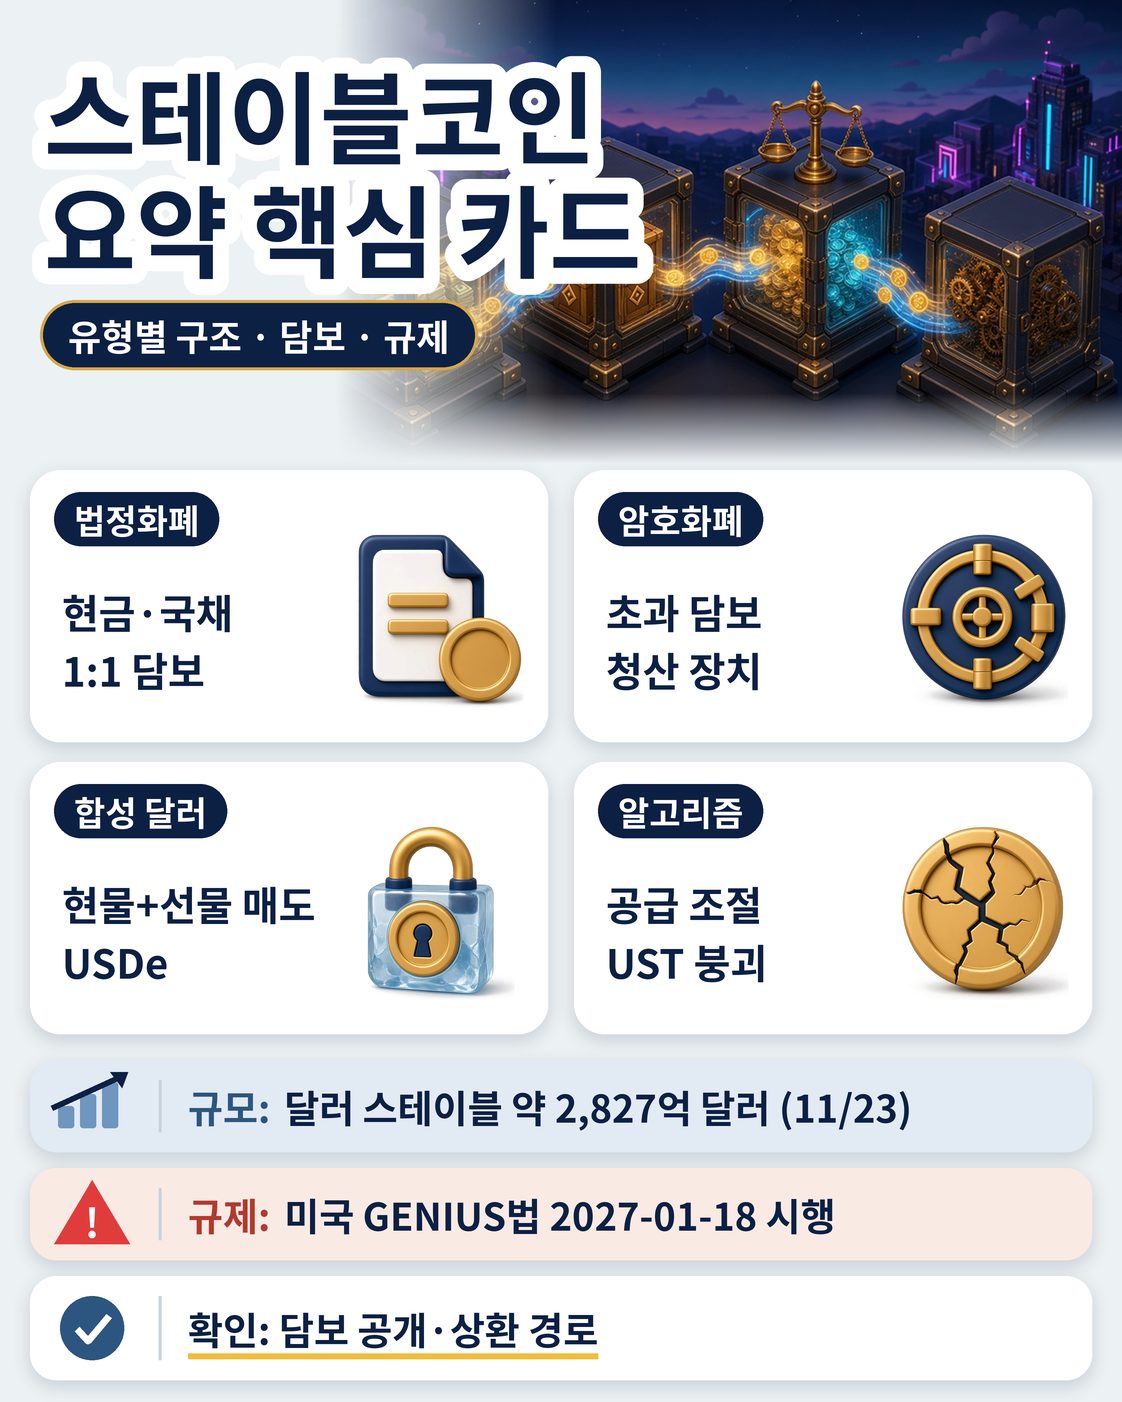 스테이블코인
요약 핵심 카드
유형별 구조 · 담보 · 규제
법정화폐
현금·국채
1:1 담보
암호화폐
초과 담보
청산 장치
합성 달러
현물+선물 매도
USDe
알고리즘
공급 조절
UST 붕괴
규모: 달러 스테이블 약 2,827억 달러 (11/23)
규제: 미국 GENIUS법 2027-01-18 시행
확인: 담보 공개·상환 경로